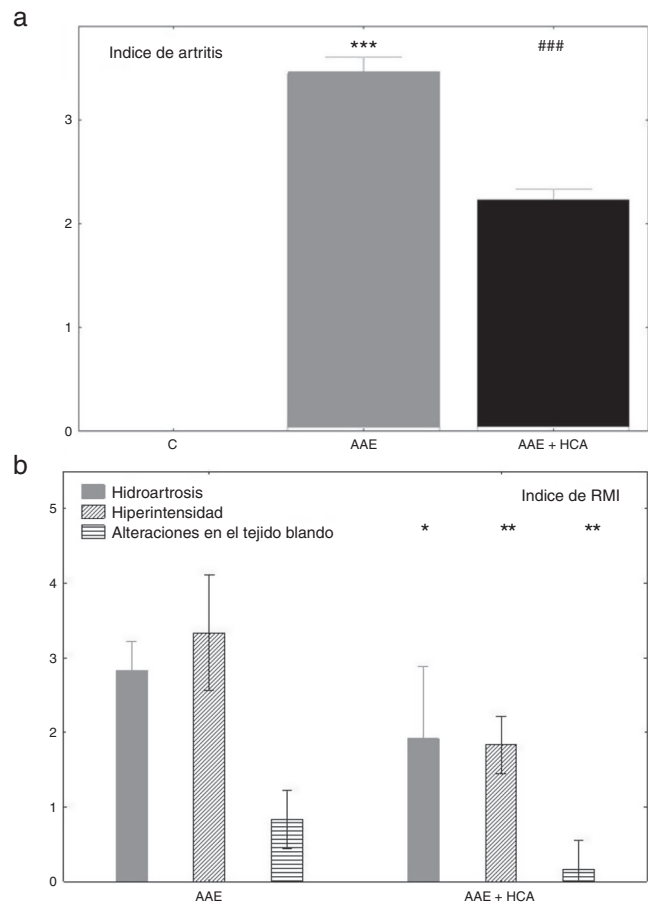 a
Indice de artritis
***
###
3
2
1
0
C
AAE
AAE + HCA
b
Hidroartrosis
Hiperintensidad
Alteraciones en el tejido blando
Indice de RMI
*
**
**
5
4
3
2
1
0
AAE
AAE + HCA